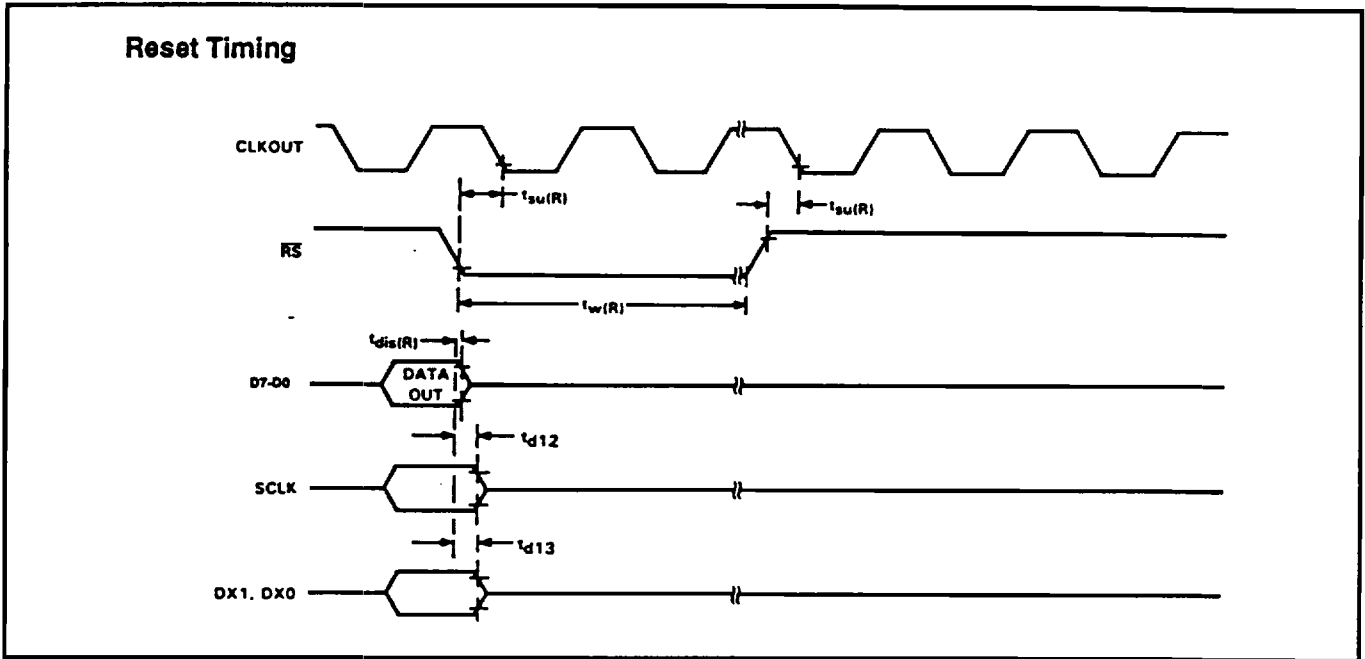 Reset Timing
CLKOUT
tsu(R)
tsu(R)
RS
tw(R)
tdis(R)
D7-D0
DATA
OUT
td12
SCLK
td13
DX1, DX0